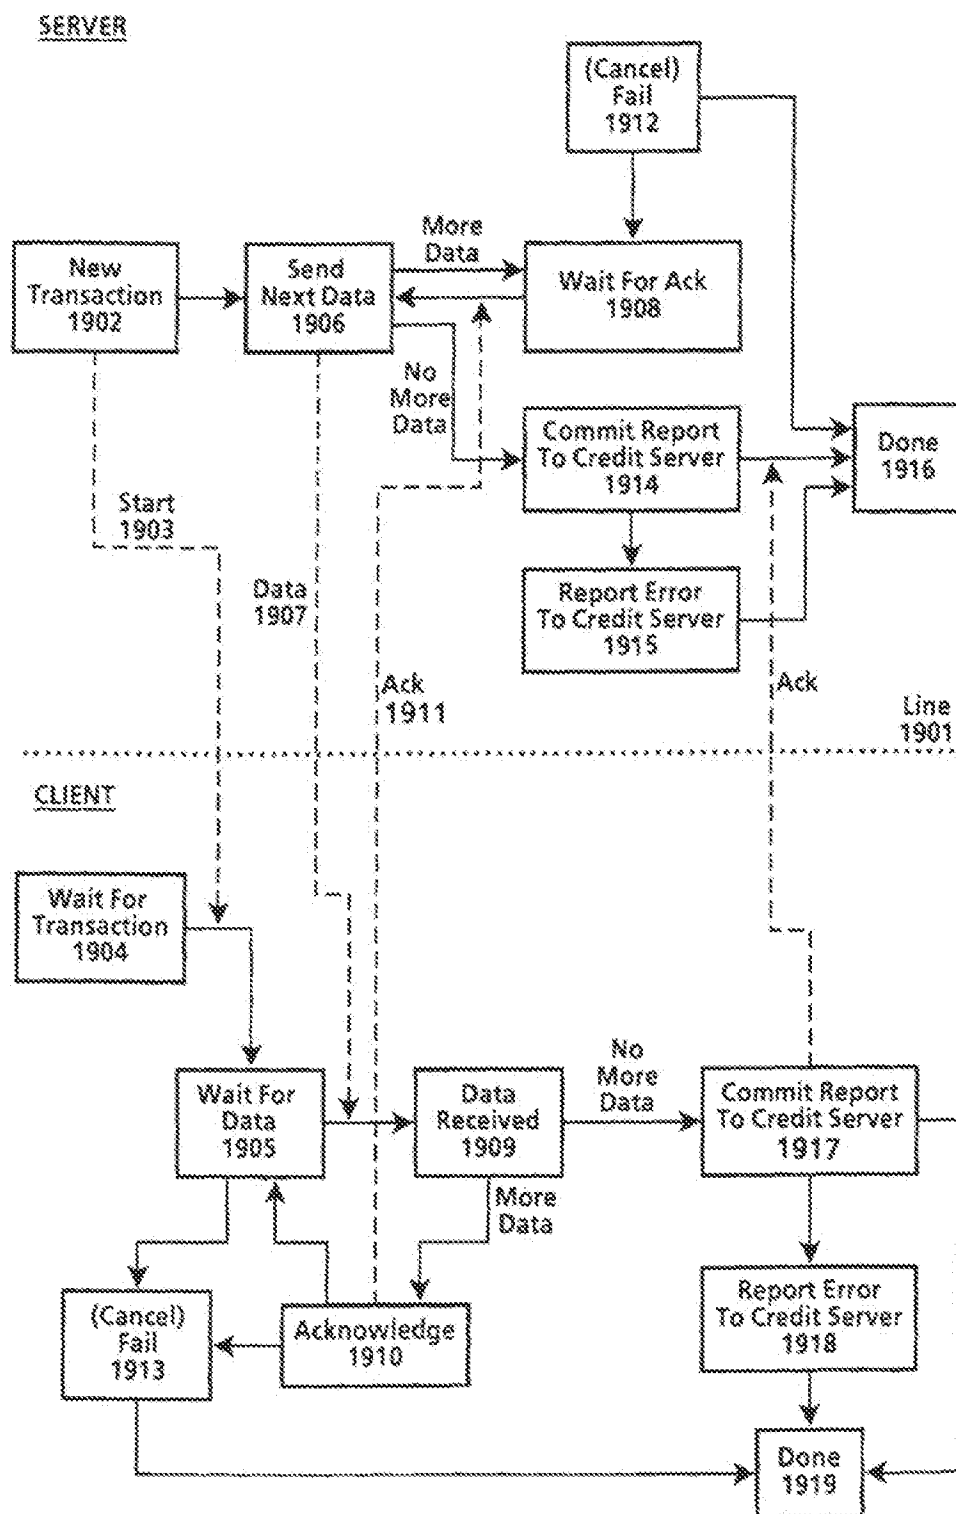 SERVER
(Cancel)
Fail
1912
More
Data
New
Transaction
1902
Send
Next Data
1906
Wait For Ack
1908
No
More
Data
Commit Report
To Credit Server
1914
Done
1916
Start
1903
Data
1907
Report Error
To Credit Server
1915
Ack
1911
Ack
Line
1901
CLIENT
Wait For
Transaction
1904
No
More
Data
Wait For
Data
1905
Data
Received
1909
Commit Report
To Credit Server
1917
More
Data
(Cancel)
Fail
1913
Acknowledge
1910
Report Error
To Credit Server
1918
Done
1919